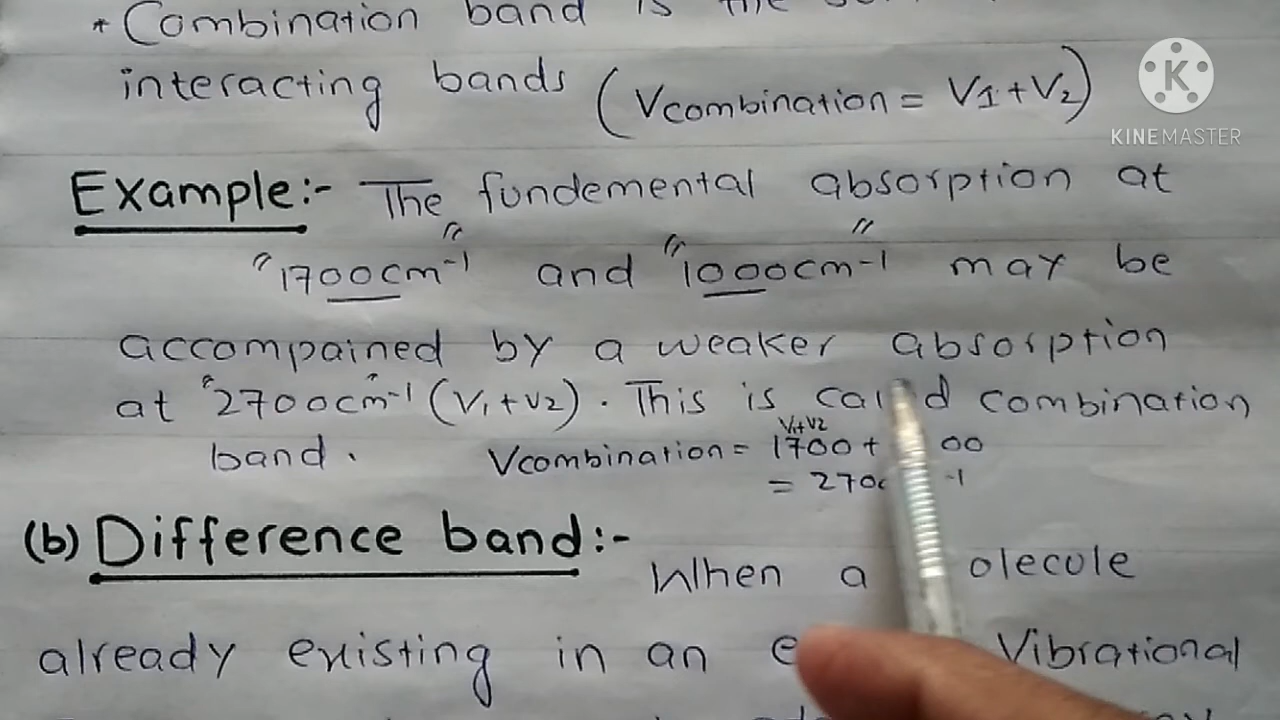 * Combination band is the
interacting bands (Vcombination = V1+V2)
K
KINEMASTER
Example:- The fundemental absorption at
"1700cm-1" and "1000cm-1" may be
accompained by a weaker absorption
at "2700cm-1" (V1+V2). This is combination
V1+V2
band. Vcombination = 1700 + 00
= 270 -1
(b) Difference band:-
When a olecule
already existing in an Vibrational